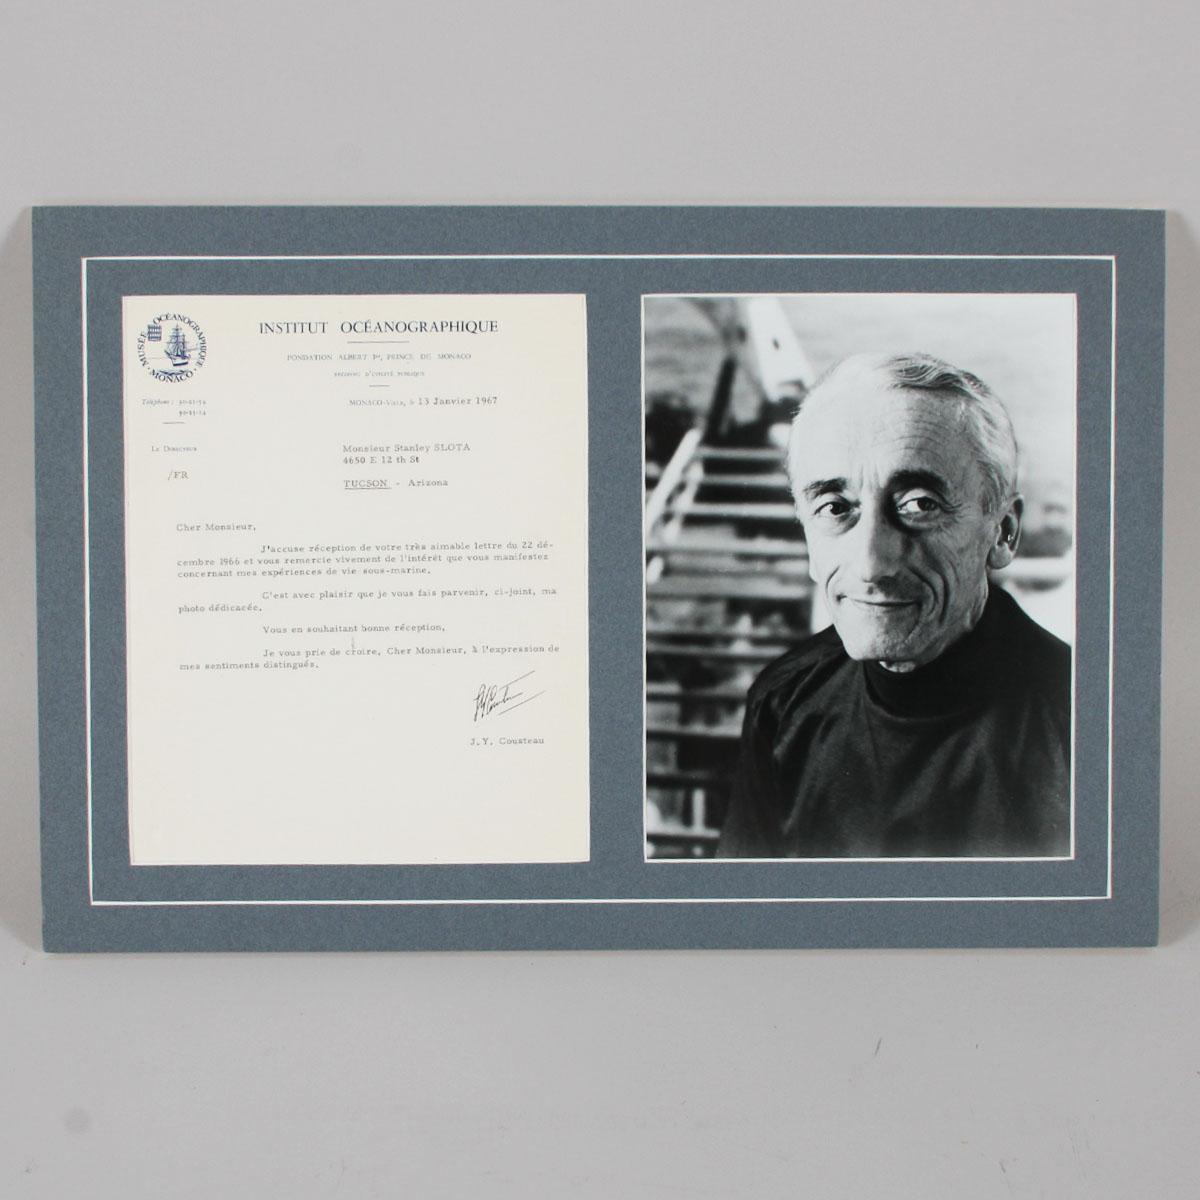 MUSÉE OCÉANOGRAPHIQUE
MONACO
INSTITUT OCÉANOGRAPHIQUE
FONDATION ALBERT Ier, PRINCE DE MONACO
RECONNU D'UTILITÉ PUBLIQUE
Téléphone :
MONACO-VILLE, le 13 Janvier 1967
LE DIRECTEUR
/FR
Monsieur Stanley SLOTA
4650 E 12 th St
TUCSON - Arizona
Cher Monsieur,
J'accuse réception de votre très aimable lettre du 22 dé-
cembre 1966 et vous remercie vivement de l'intérêt que vous manifestez
concernant mes expériences de vie sous-marine.
C'est avec plaisir que je vous fais parvenir, ci-joint, ma
photo dédicacée.
Vous en souhaitant bonne réception,
Je vous prie de croire, Cher Monsieur, à l'expression de
mes sentiments distingués.
J.Y. Cousteau